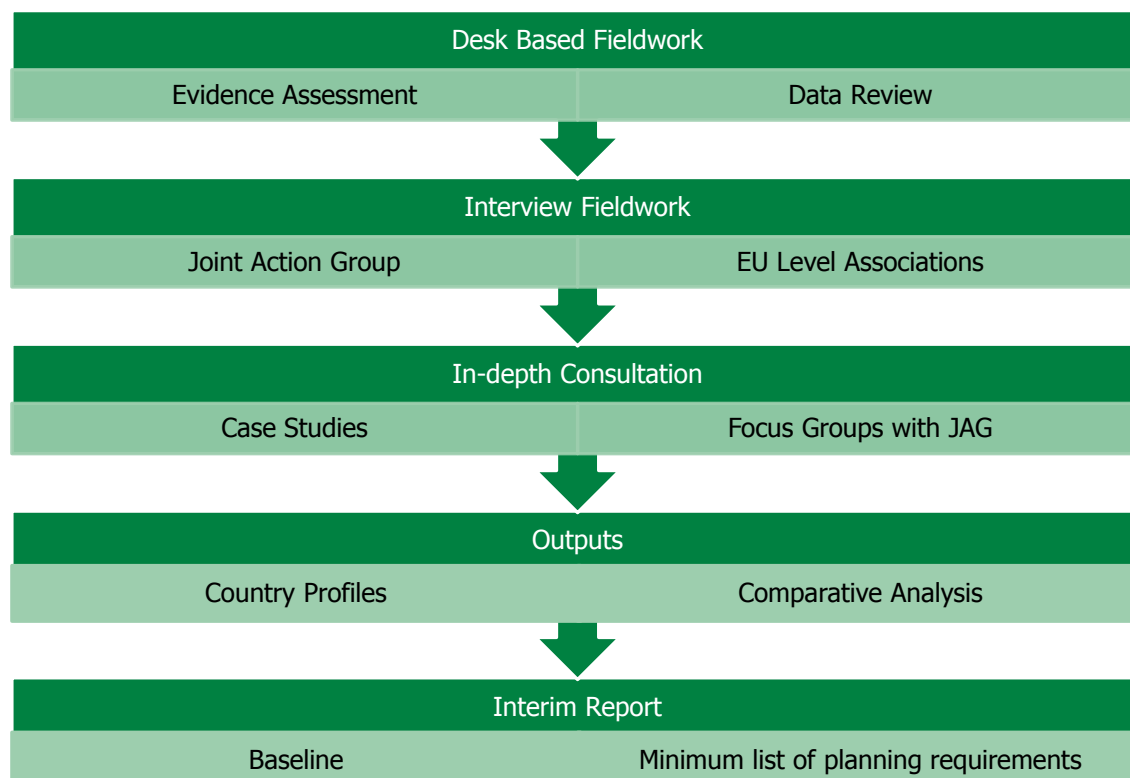 Desk Based Fieldwork
Evidence Assessment
Data Review
Interview Fieldwork
Joint Action Group
EU Level Associations
In-depth Consultation
Case Studies
Focus Groups with JAG
Outputs
Country Profiles
Comparative Analysis
Interim Report
Baseline
Minimum list of planning requirements